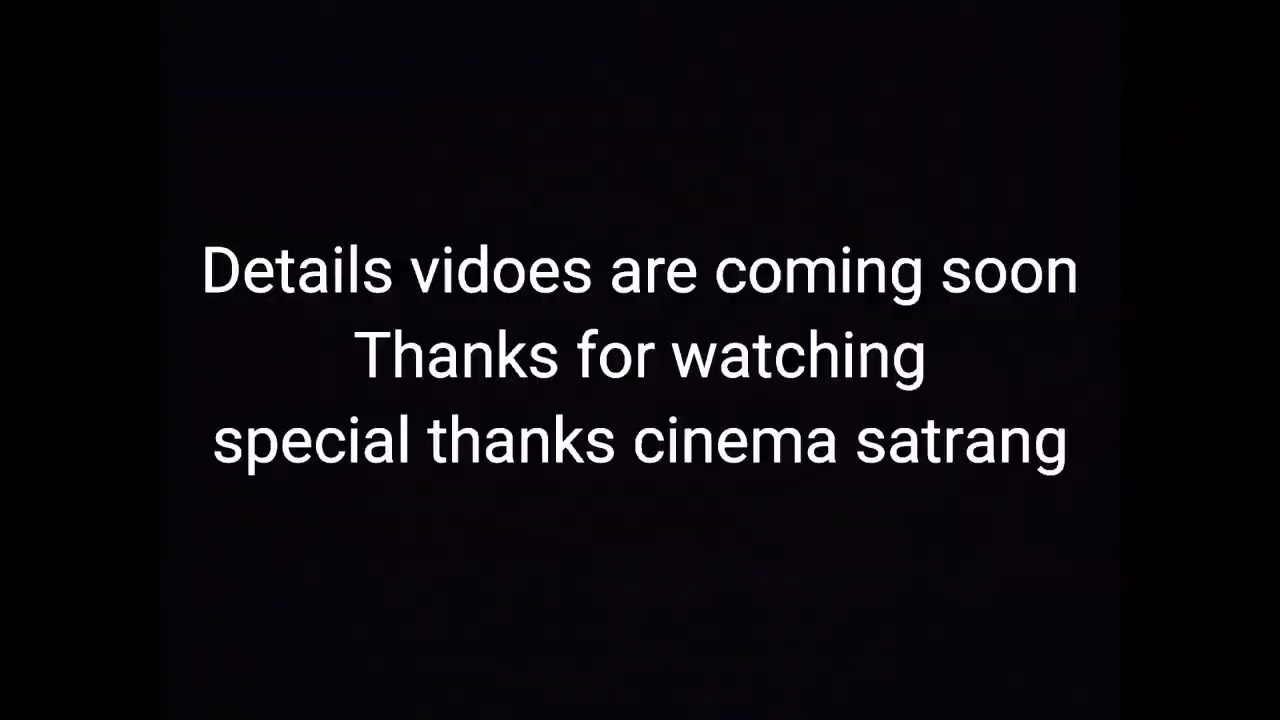 Details vidoes are coming soon
Thanks for watching
special thanks cinema satrang